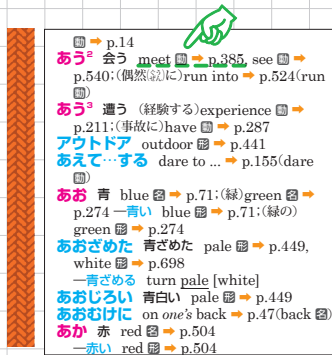 動 ➡ p.14
あう² 会う meet 動 ➡ p.385, see 動 ➡
p.540;(偶然(ぐうぜん)に)run into ➡ p.524(run
動)
あう³ 遭う (経験する)experience 動 ➡
p.211;(事故に)have 動 ➡ p.287
アウトドア outdoor 形 ➡ p.441
あえて…する dare to ... ➡ p.155(dare
動)
あお 青 blue 名 ➡ p.71;(緑)green 名 ➡
p.274 ―青い blue 形 ➡ p.71;(緑の)
green 形 ➡ p.274
あおざめた 青ざめた pale 形 ➡ p.449,
white 形 ➡ p.698
―青ざめる turn pale [white]
あおじろい 青白い pale 形 ➡ p.449
あおむけに on one's back ➡ p.47(back 名)
あか 赤 red 名 ➡ p.504
―赤い red 形 ➡ p.504